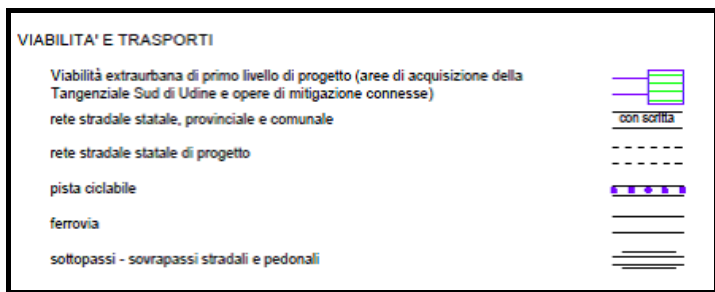 VIABILITA' E TRASPORTI
Viabilità extraurbana di primo livello di progetto (aree di acquisizione della
Tangenziale Sud di Udine e opere di mitigazione connesse)
rete stradale statale, provinciale e comunale
con scritta
rete stradale statale di progetto
pista ciclabile
ferrovia
sottopassi - sovrapassi stradali e pedonali